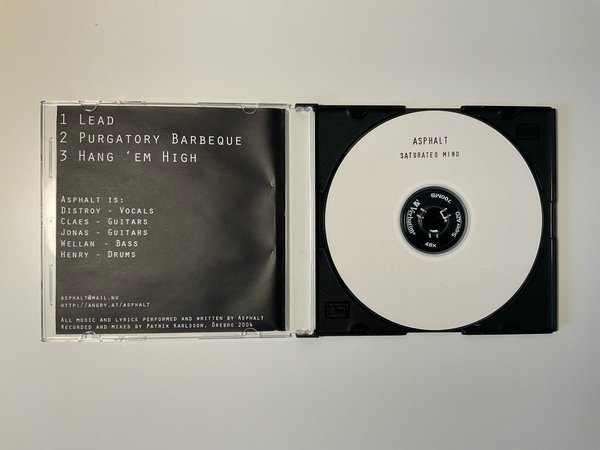 1 Lead
2 Purgatory Barbeque
3 Hang 'em High
Asphalt is:
Distroy - Vocals
Claes - Guitars
Jonas - Guitars
Wellan - Bass
Henry - Drums
asphalt@mail.nu
http://angry.at/asphalt
All music and lyrics performed and written by Asphalt
Recorded and mixed by Patrik Karlsson, Örebro 2004
ASPHALT
SATURATED MIND
Verbatim
700MB
48x